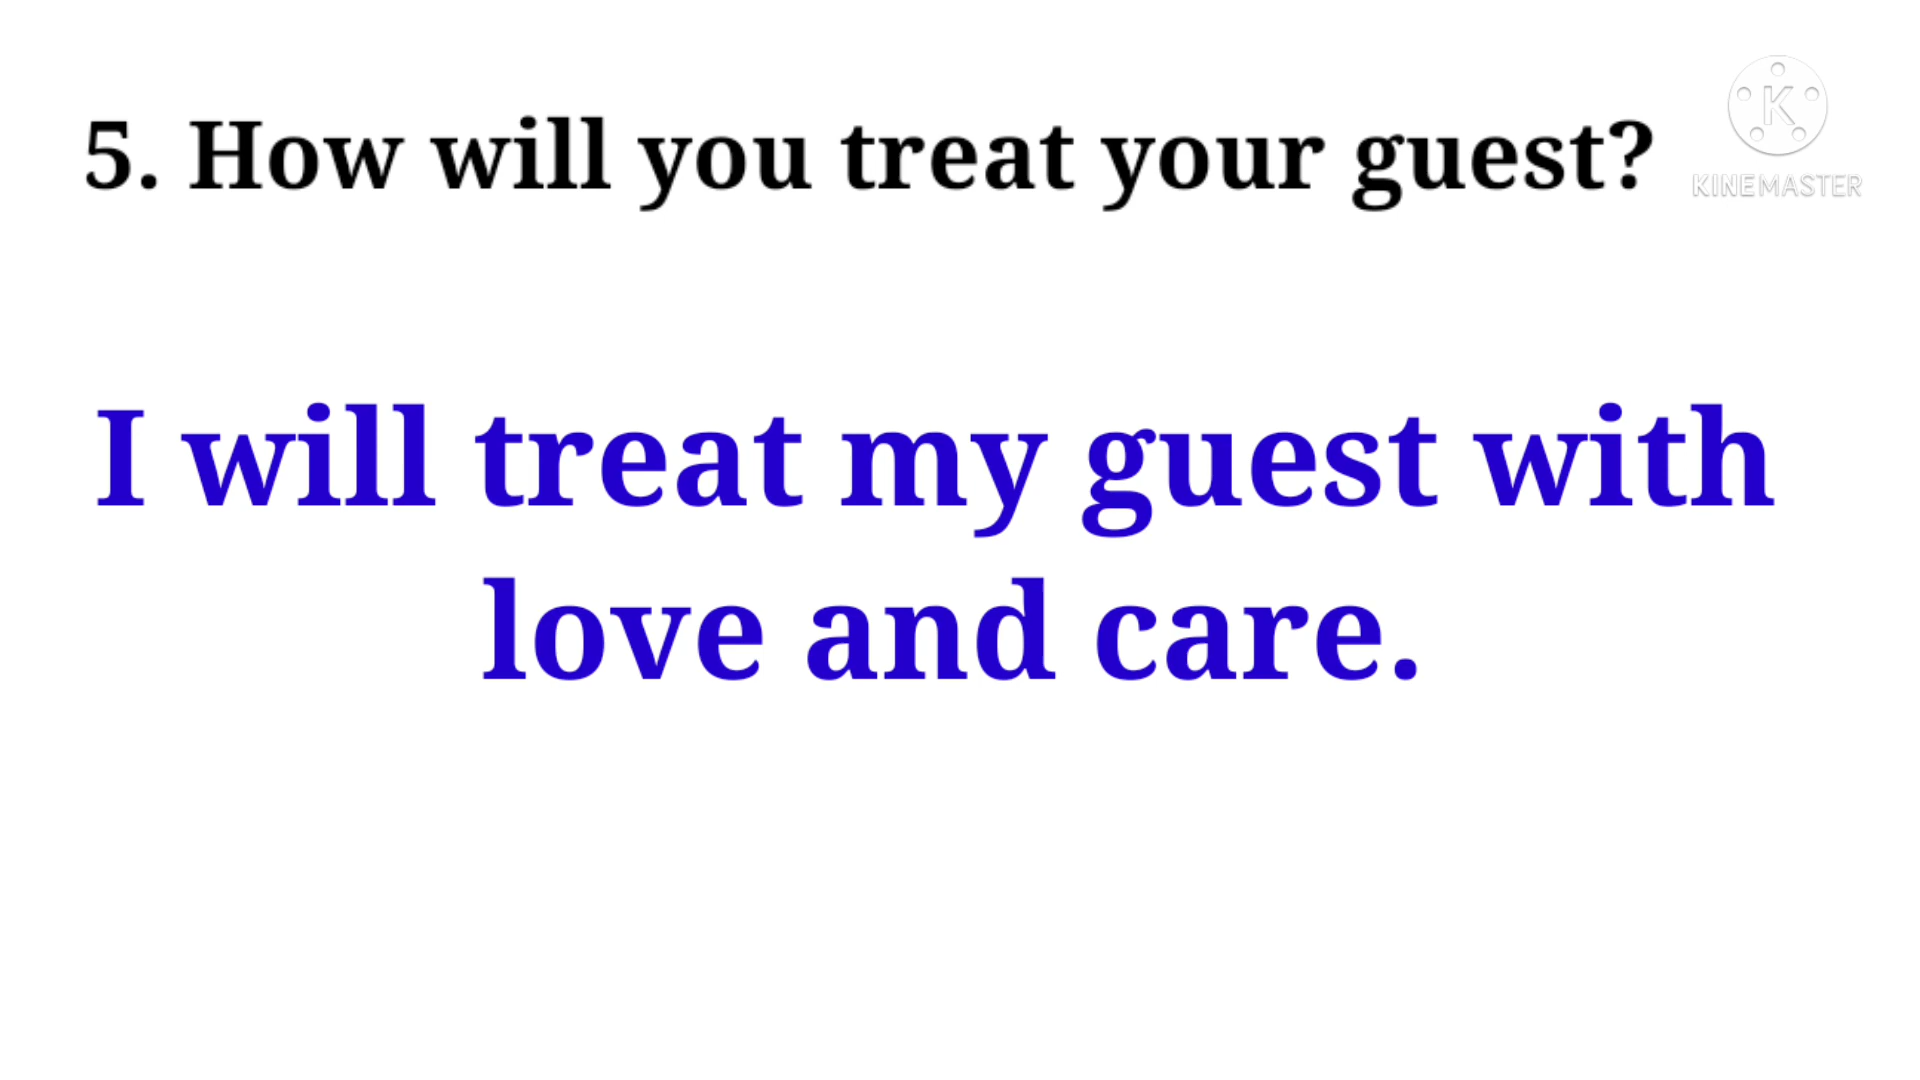 5. How will you treat your guest?
K
KINEMASTER
I will treat my guest with
love and care.